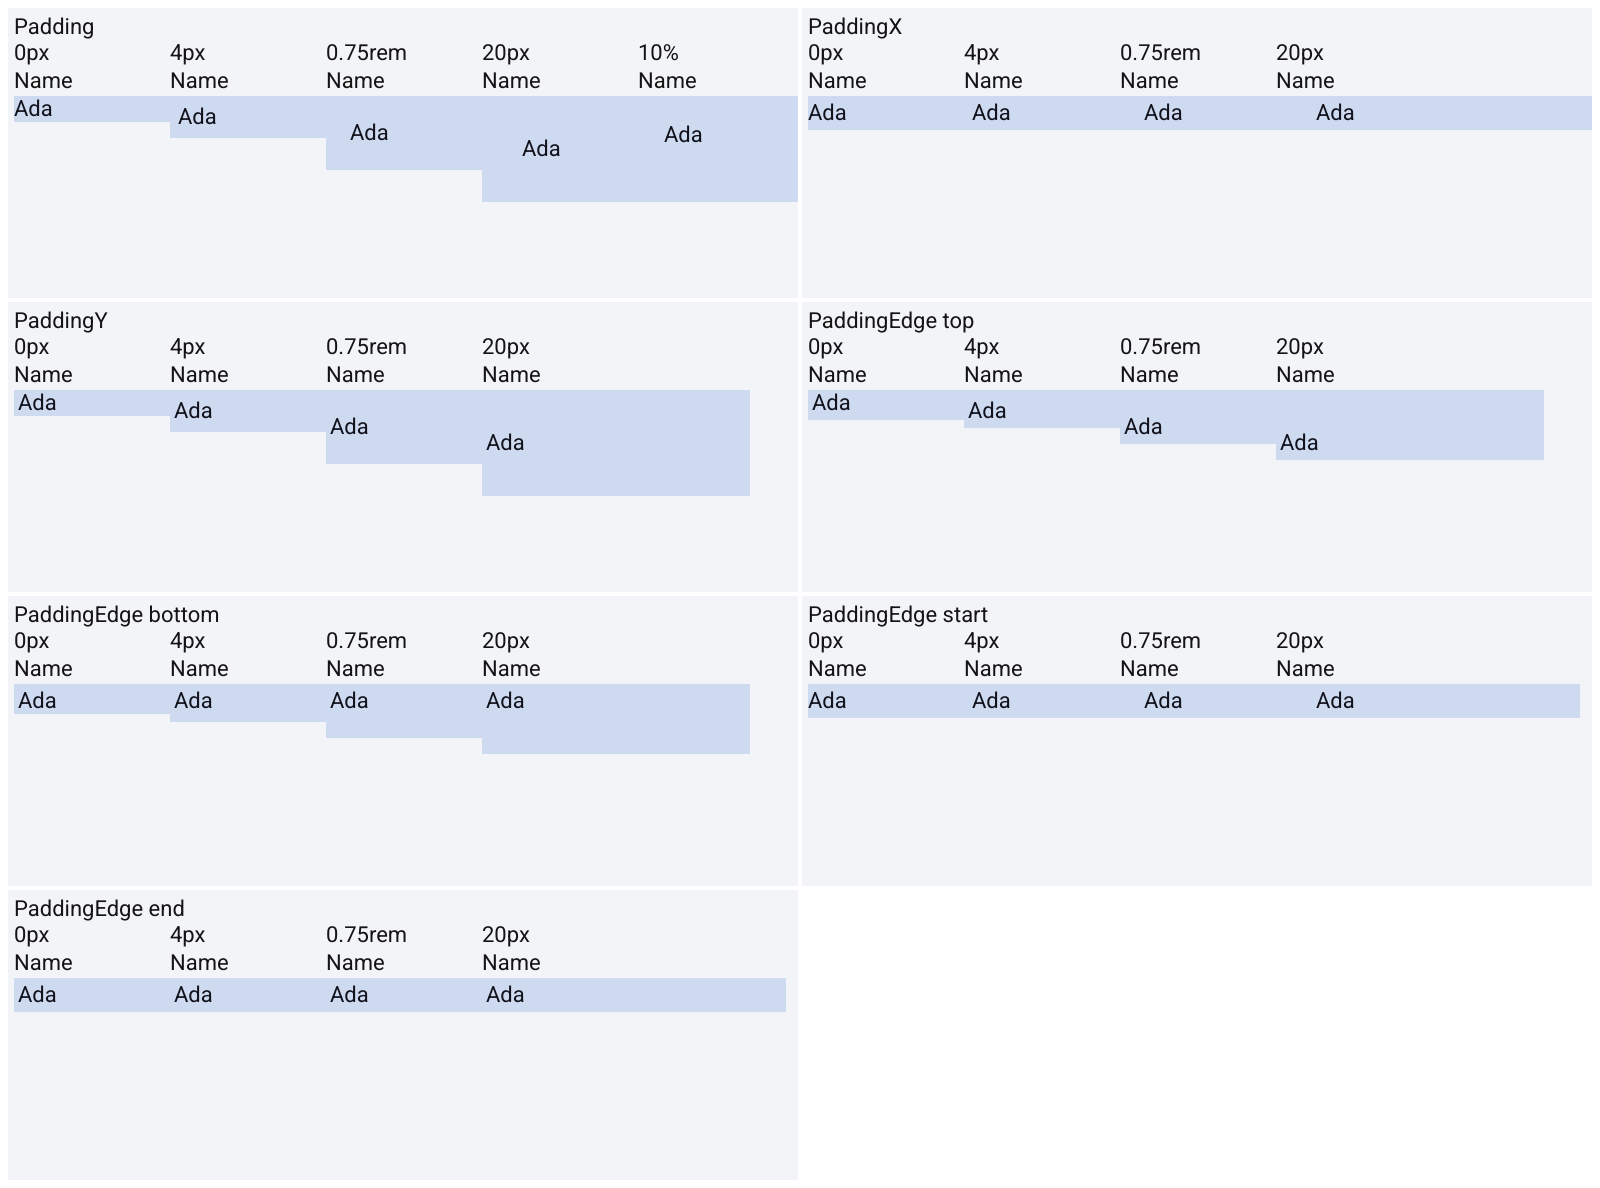 Padding
0px 4px 0.75rem 20px 10%
Name Name Name Name Name
Ada Ada Ada Ada Ada
PaddingX
0px 4px 0.75rem 20px
Name Name Name Name
Ada Ada Ada Ada
PaddingY
0px 4px 0.75rem 20px
Name Name Name Name
Ada Ada Ada Ada
PaddingEdge top
0px 4px 0.75rem 20px
Name Name Name Name
Ada Ada Ada Ada
PaddingEdge bottom
0px 4px 0.75rem 20px
Name Name Name Name
Ada Ada Ada Ada
PaddingEdge start
0px 4px 0.75rem 20px
Name Name Name Name
Ada Ada Ada Ada
PaddingEdge end
0px 4px 0.75rem 20px
Name Name Name Name
Ada Ada Ada Ada